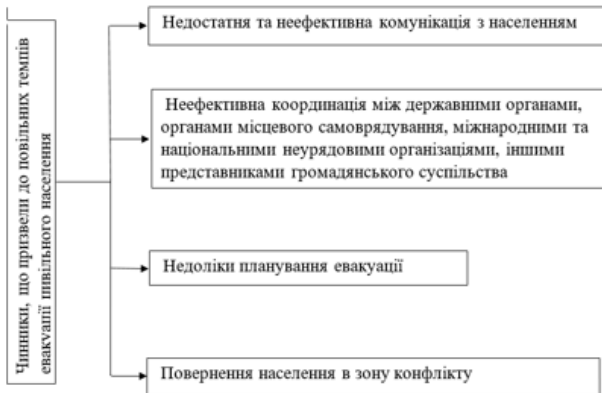 Чинники, що призвели до повільних темпів
евакуації цивільного населення
Недостатня та неефективна комунікація з населенням
Неефективна координація між державними органами,
органами місцевого самоврядування, міжнародними та
національними неурядовими організаціями, іншими
представниками громадянського суспільства
Недоліки планування евакуації
Повернення населення в зону конфлікту